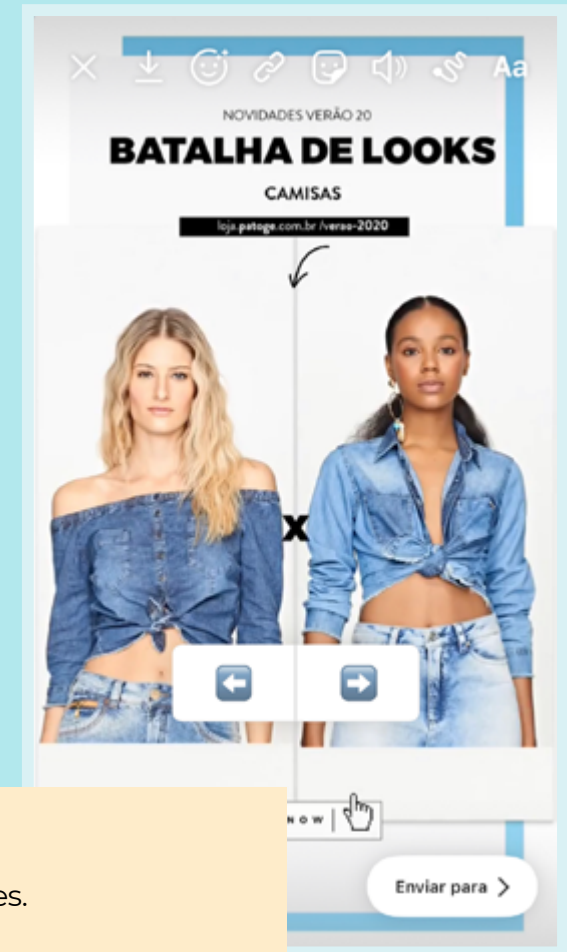 Aa
NOVIDADES VERÃO 20
BATALHA DE LOOKS
CAMISAS
loja.patoge.com.br /verao-2020
X
NOW
Enviar para >
es.